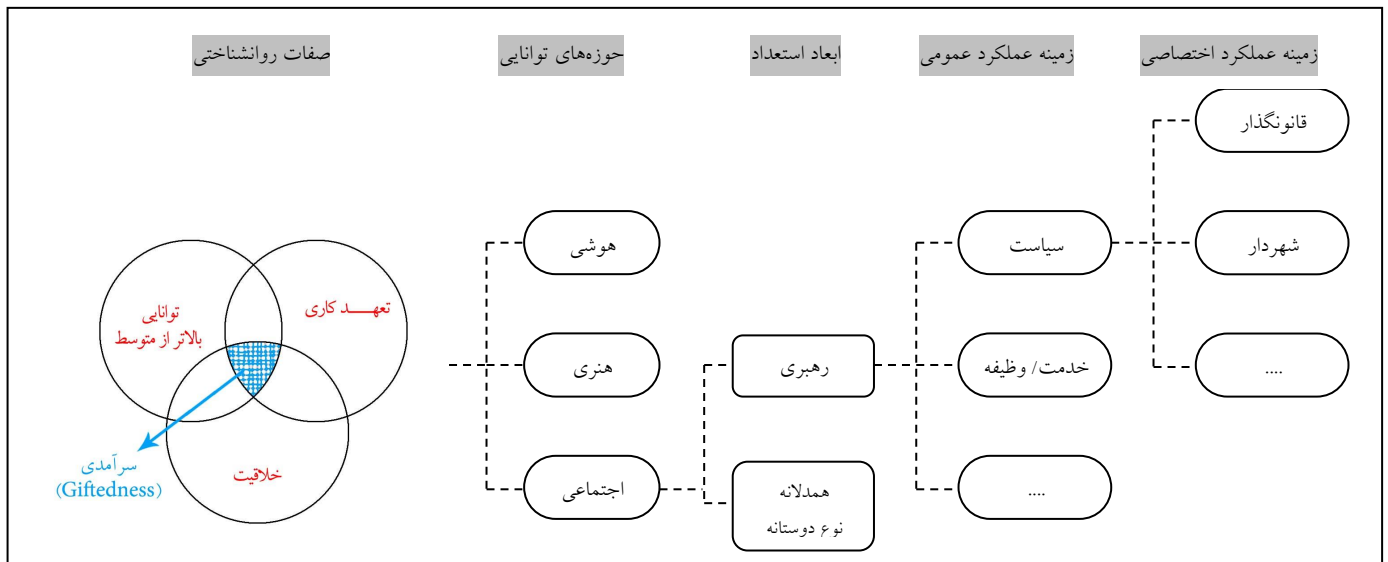 صفات روانشناختی
حوزه‌های توانایی
ابعاد استعداد
زمینه عملکرد عمومی
زمینه عملکرد اختصاصی
توانایی
بالاتر از متوسط
تعهـــد کاری
خلاقیت
سرآمدی
(Giftedness)
هوشی
هنری
اجتماعی
رهبری
همدلانه
نوع دوستانه
سیاست
خدمت/ وظیفه
....
قانونگذار
شهردار
....